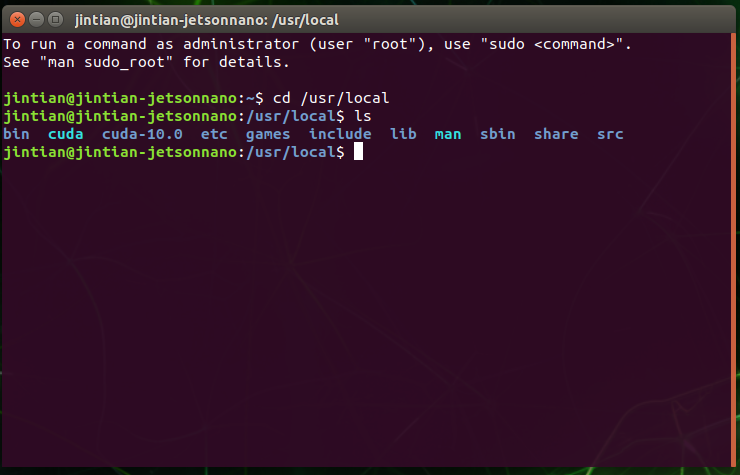 jintian@jintian-jetsonnano: /usr/local
To run a command as administrator (user "root"), use "sudo <command>".
See "man sudo_root" for details.
jintian@jintian-jetsonnano:~$ cd /usr/local
jintian@jintian-jetsonnano:/usr/local$ ls
bin  cuda  cuda-10.0  etc  games  include  lib  man  sbin  share  src
jintian@jintian-jetsonnano:/usr/local$